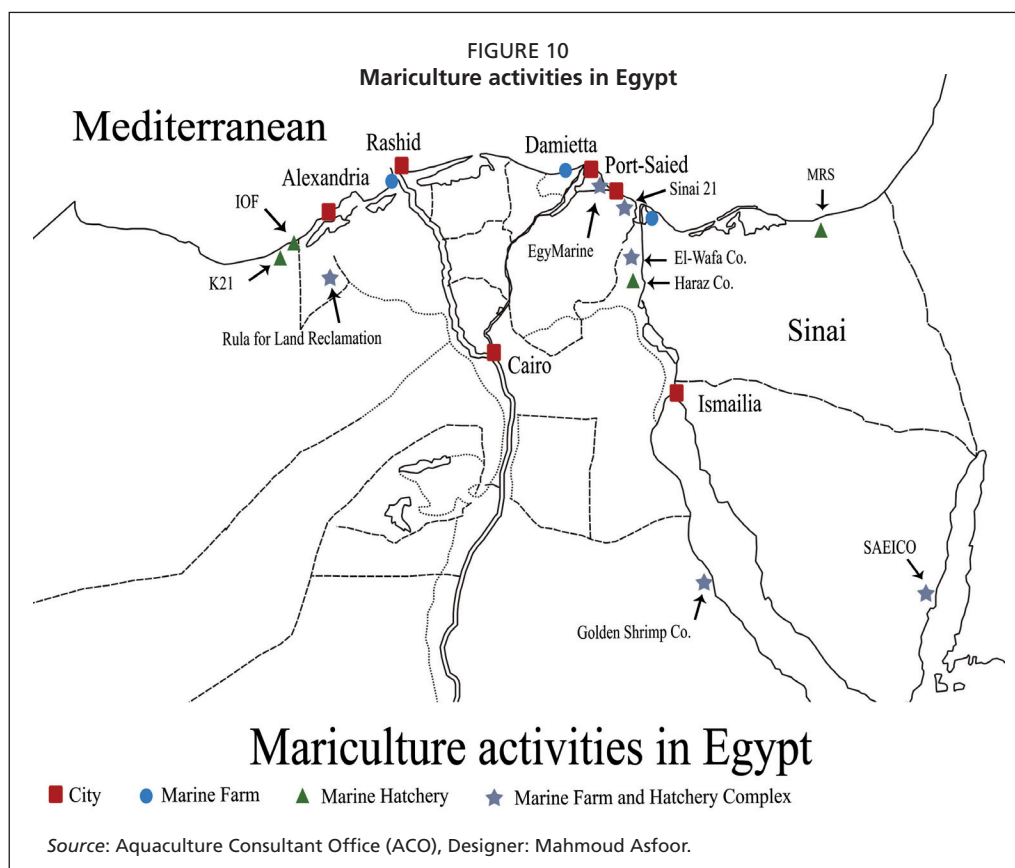 FIGURE 10
Mariculture activities in Egypt
Mediterranean
Rashid
Damietta
Alexandria
Port-Saied
IOF
Sinai 21
MRS
K21
EgyMarine
El-Wafa Co.
Haraz Co.
Rula for Land Reclamation
Sinai
Cairo
Ismailia
SAEICO
Golden Shrimp Co.
Mariculture activities in Egypt
City
Marine Farm
Marine Hatchery
Marine Farm and Hatchery Complex
Source: Aquaculture Consultant Office (ACO), Designer: Mahmoud Asfoor.